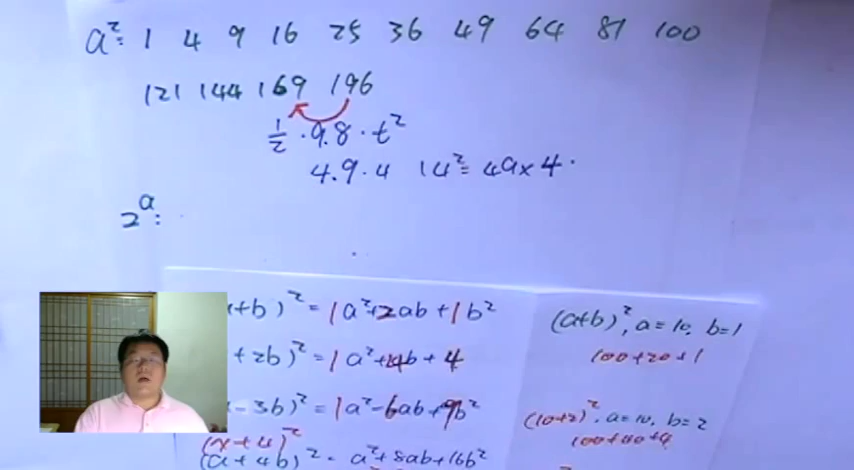 a²: 1 4 9 16 25 36 49 64 81 100
121 144 169 196
1/2 · 9.8 · t²
4.9 · 4 14² = 49x4 ·
2^a :
+b)² = 1a²+2ab+1b²
(a+b)², a=10, b=1
100+20+1
+2b)² = 1a²+4b+4
-3b)² = 1a²-6ab+9b²
(10+2)², a=10, b=2
100+40+4
(x+4)²
(a+4b)² = a²+8ab+16b²